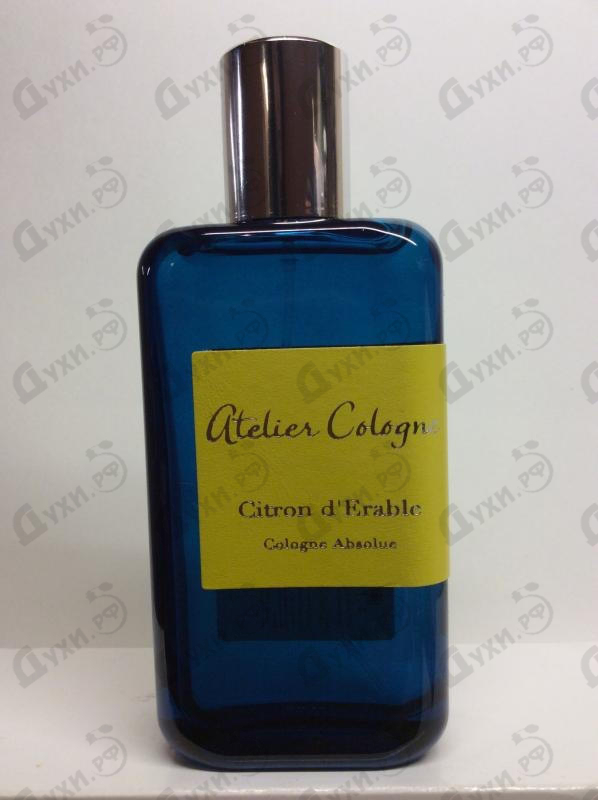 Atelier Cologne
Citron d'Erable
Cologne Absolue
Духи.РФ